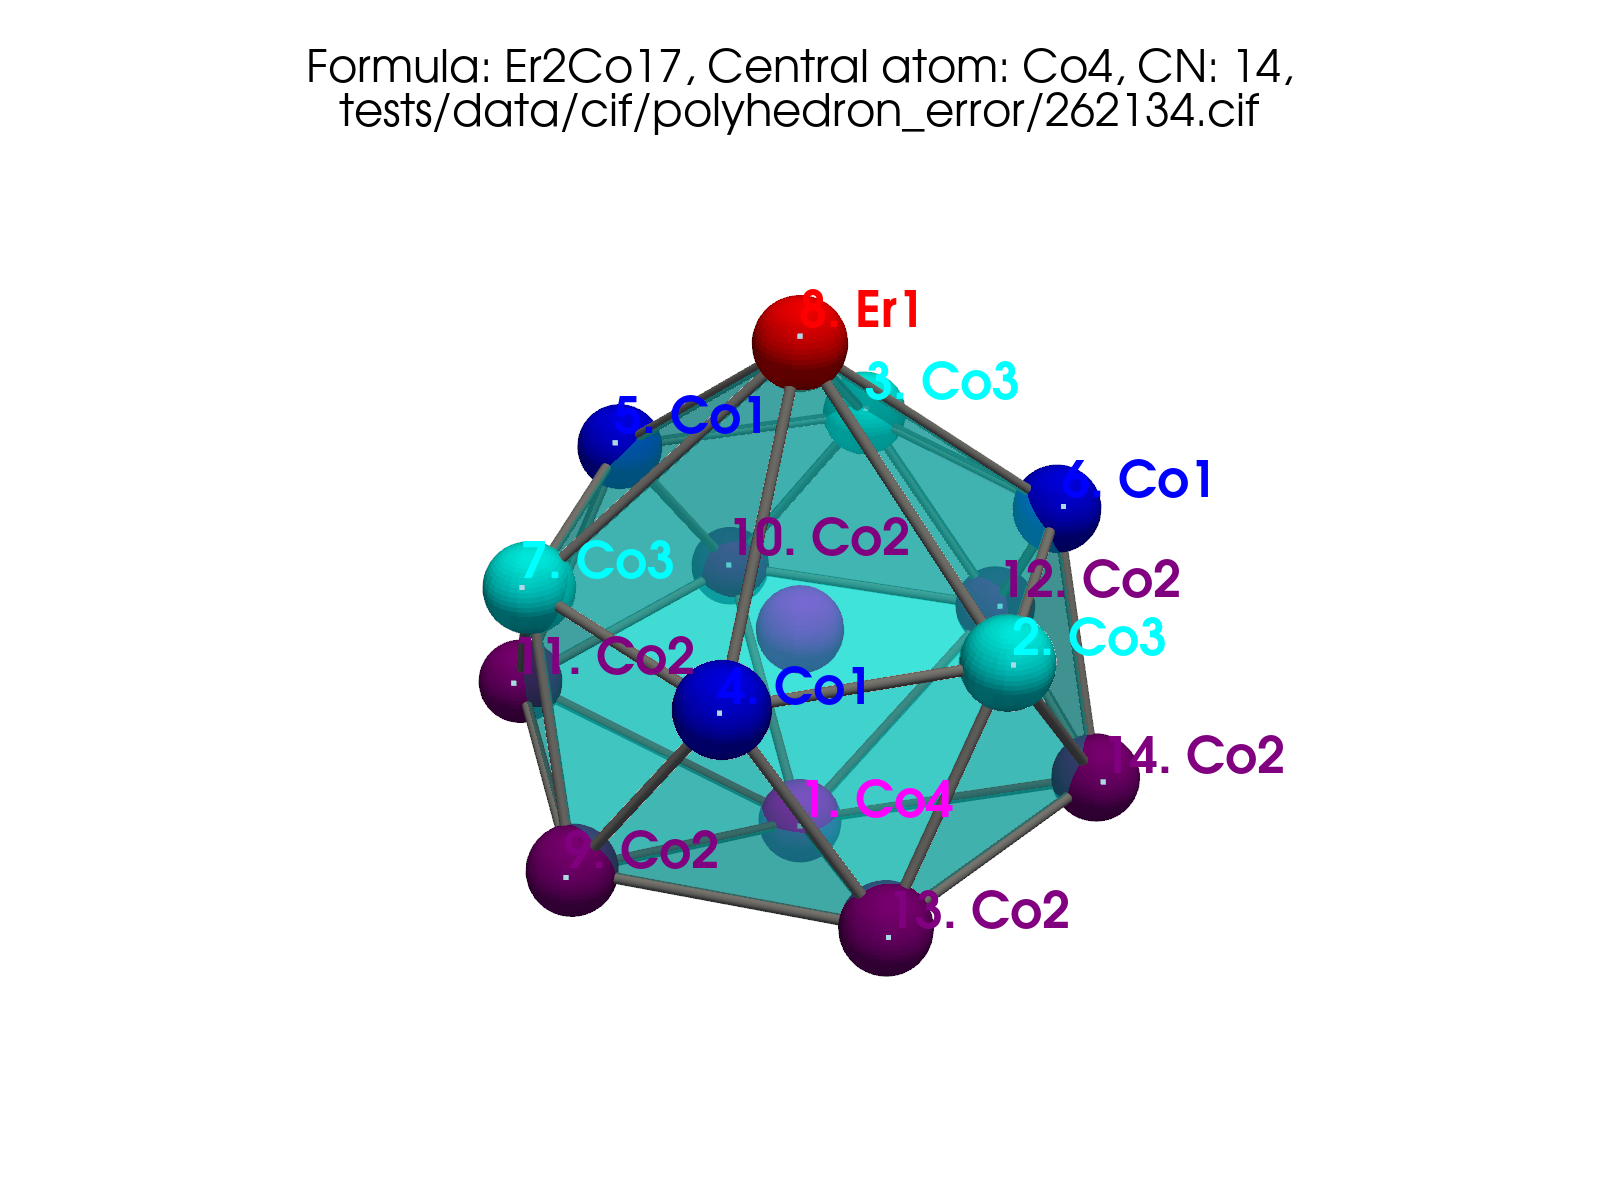 Formula: Er2Co17, Central atom: Co4, CN: 14,
tests/data/cif/polyhedron_error/262134.cif
8. Er1
3. Co3
5. Co1
6. Co1
10. Co2
7. Co3
12. Co2
2. Co3
11. Co2
4. Co1
14. Co2
1. Co4
9. Co2
13. Co2